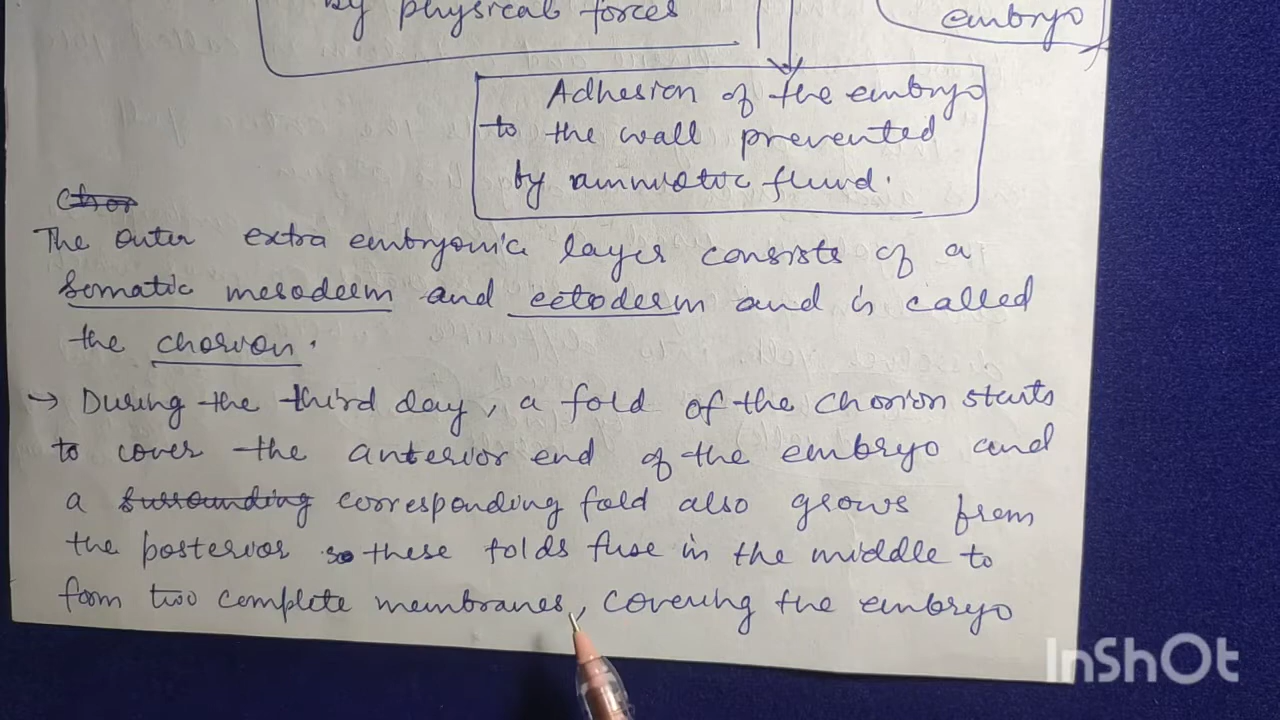 by physical forces
embryo
Adhesion of the embryo
to the wall prevented
by amniotic fluid.
Chor
The outer extra embryonic layer consists of a
somatic mesoderm and ectoderm and is called
the chorion.
→ During the third day, a fold of the chorion starts
to cover the anterior end of the embryo and
a surrounding corresponding fold also grows from
the posterior so these folds fuse in the middle to
form two complete membranes, covering the embryo
InShOt